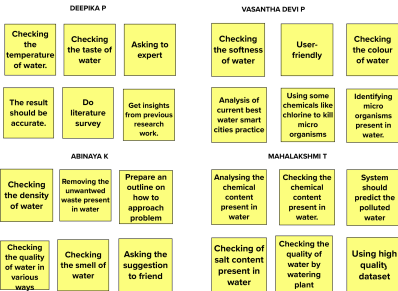 DEEPIKA P
Checking
the
temperature
of water.
Checking
the taste of
water
Asking to
expert
The result
should be
accurate.
Do
literature
survey
Get insights
from previous
research
work.
VASANTHA DEVI P
Checking
the softness
of water
User-
friendly
Checking
the colour
of water
Analysis of
current best
water smart
cities practice
Using some
chemicals like
chlorine to kill
micro
organisms
Identifying
micro
organisms
present in
water.
ABINAYA K
Checking
the density
of water
Removing the
unwantwed
waste present
in water
Prepare an
outline on
how to
approach
problem
Checking
the quality
of water in
various
ways
Checking
the smell of
water
Asking the
suggestion
to friend
MAHALAKSHMI T
Analysing the
chemical
content
present in
water
Checking the
chemical
content
present in
water.
System
should
predict the
polluted
water
Checking of
salt content
present in
water
Checking the
quality of
water by
watering
plant
Using high
quality
dataset